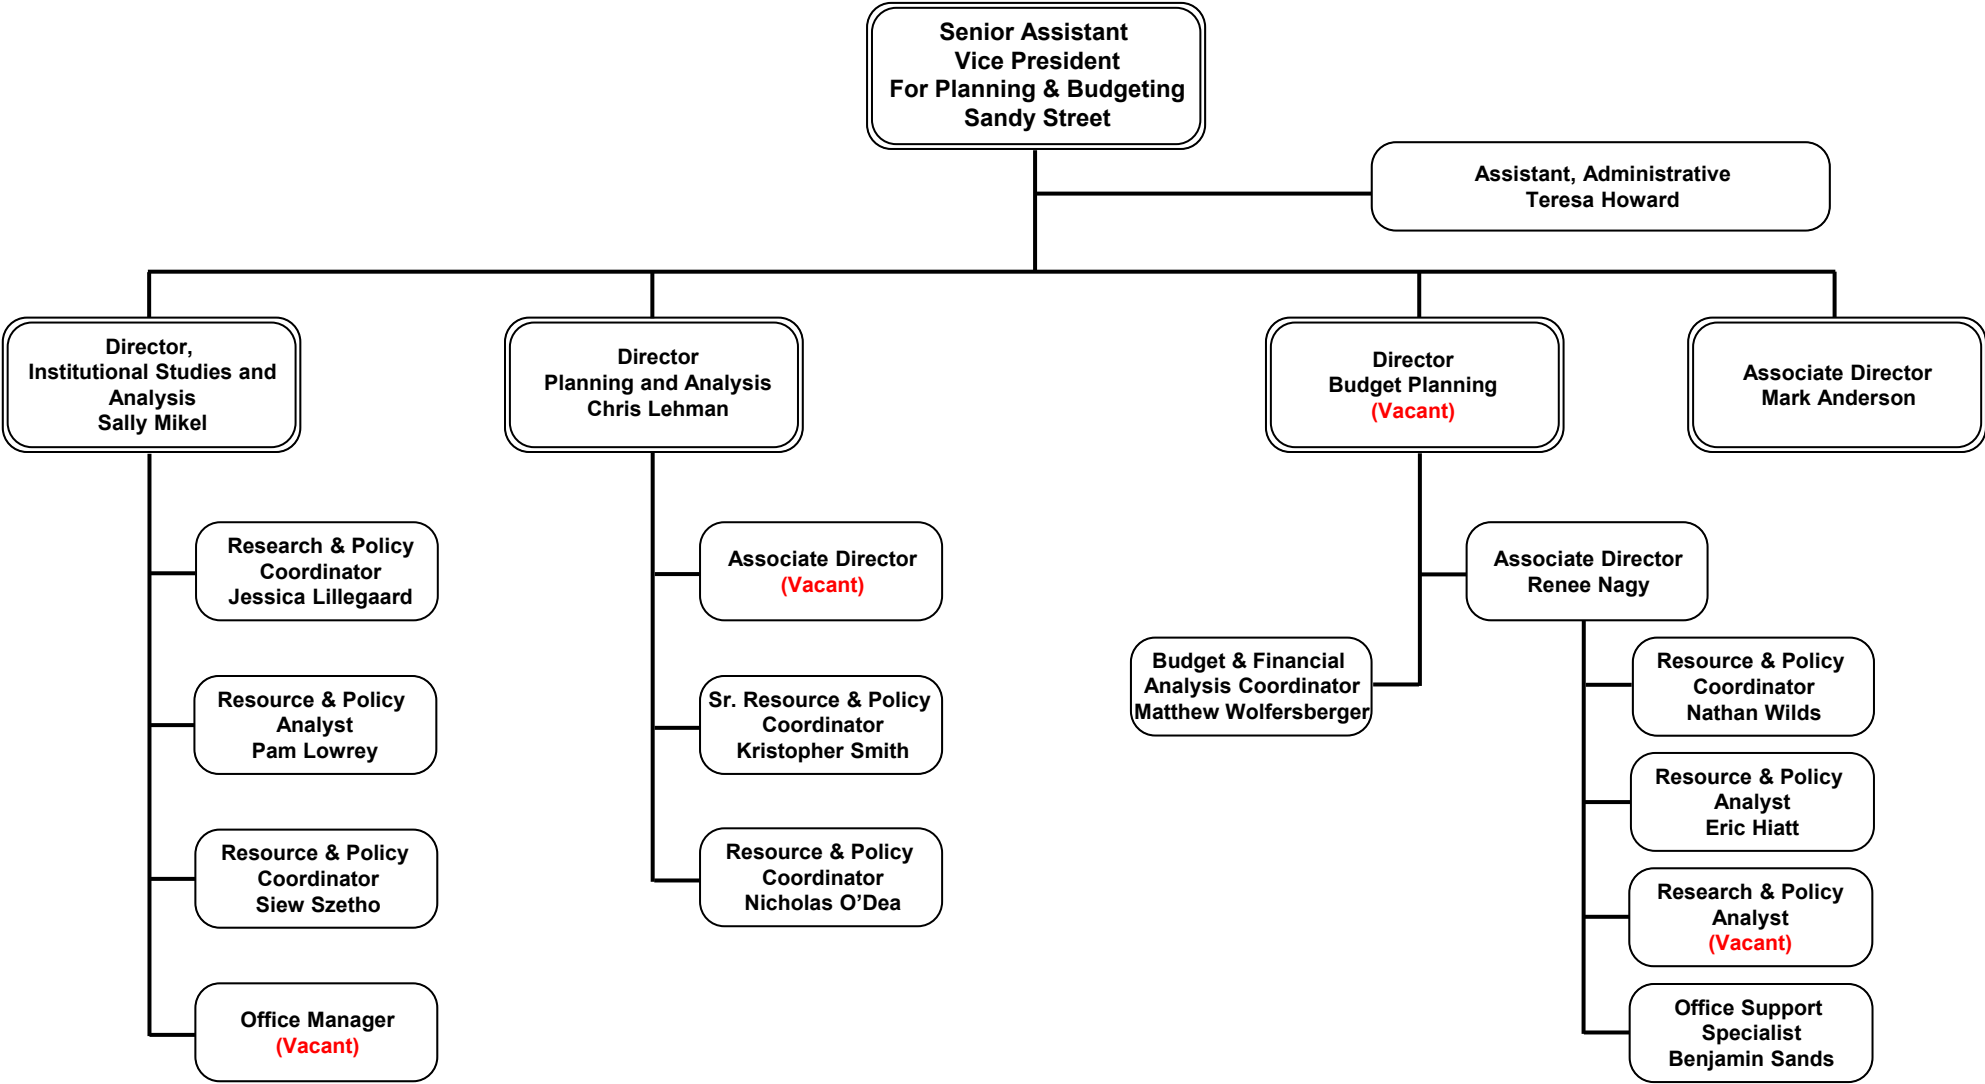 Senior Assistant
Vice President
For Planning & Budgeting
Sandy Street
Assistant, Administrative
Teresa Howard
Director,
Institutional Studies and
Analysis
Sally Mikel
Director
Planning and Analysis
Chris Lehman
Director
Budget Planning
(Vacant)
Associate Director
Mark Anderson
Research & Policy
Coordinator
Jessica Lillegaard
Resource & Policy
Analyst
Pam Lowrey
Resource & Policy
Coordinator
Siew Szetho
Office Manager
(Vacant)
Associate Director
(Vacant)
Sr. Resource & Policy
Coordinator
Kristopher Smith
Resource & Policy
Coordinator
Nicholas O’Dea
Associate Director
Renee Nagy
Budget & Financial
Analysis Coordinator
Matthew Wolfersberger
Resource & Policy
Coordinator
Nathan Wilds
Resource & Policy
Analyst
Eric Hiatt
Research & Policy
Analyst
(Vacant)
Office Support
Specialist
Benjamin Sands